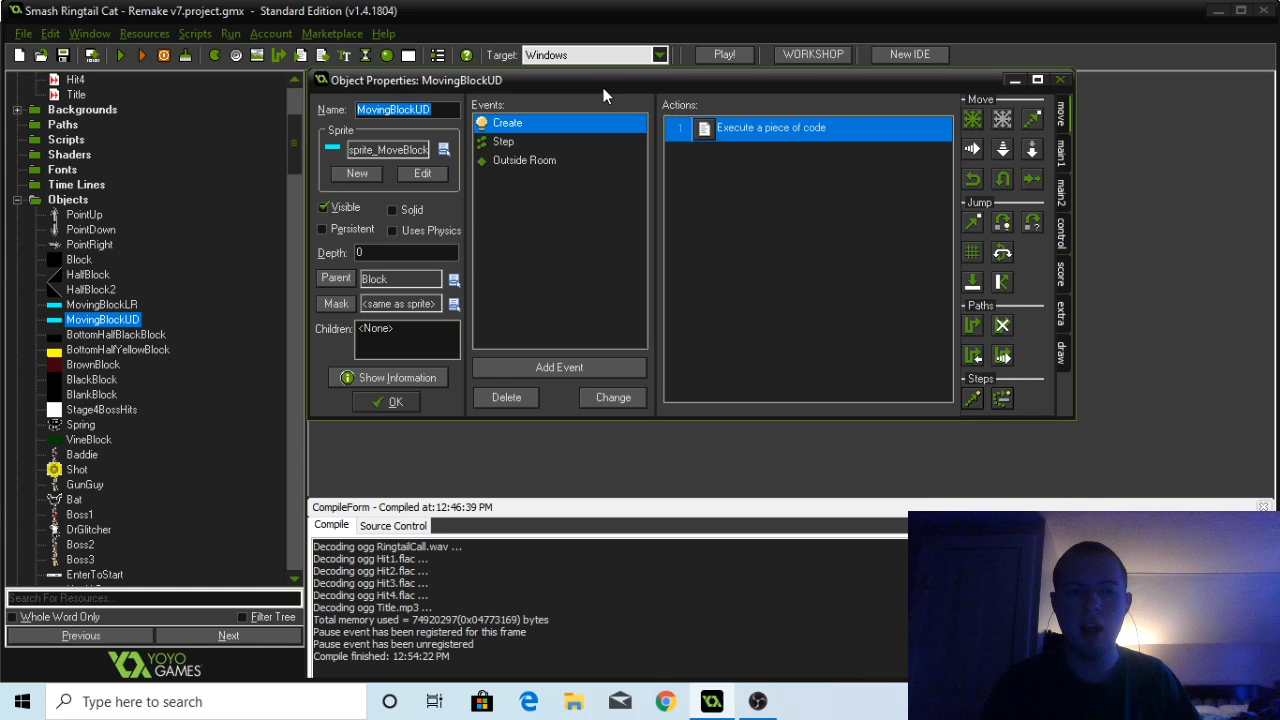 Smash Ringtail Cat - Remake v7.project.gmx - Standard Edition (v1.4.1804)
File Edit Window Resources Scripts Run Account Marketplace Help
Target: Windows Play! WORKSHOP New IDE
Hit4
Title
Backgrounds
Paths
Scripts
Shaders
Fonts
Time Lines
Objects
PointUp
PointDown
PointRight
Block
HalfBlock
HalfBlock2
MovingBlockLR
MovingBlockUD
BottomHalfBlackBlock
BottomHalfYellowBlock
BrownBlock
BlackBlock
BlankBlock
Stage4BossHits
Spring
VineBlock
Baddie
Shot
GunGuy
Bat
Boss1
DrGlitcher
Boss2
Boss3
EnterToStart
Search For Resources...
Whole Word Only Filter Tree
Previous Next
YOYO
GAMES
Object Properties: MovingBlockUD
Name: MovingBlockUD
Sprite
sprite_MoveBlock
New Edit
Visible Solid
Persistent Uses Physics
Depth: 0
Parent Block
Mask <same as sprite>
Children: <None>
Show Information
OK
Events:
Create
Step
Outside Room
Add Event
Delete Change
Actions:
1 Execute a piece of code
Move
Jump
Paths
Steps
move
main1
main2
control
score
extra
draw
CompileForm - Compiled at:12:46:39 PM
Compile Source Control
Decoding ogg RingtailCall.wav ...
Decoding ogg Hit1.flac ...
Decoding ogg Hit2.flac ...
Decoding ogg Hit3.flac ...
Decoding ogg Hit4.flac ...
Decoding ogg Title.mp3 ...
Total memory used = 74920297(0x04773169) bytes
Pause event has been registered for this frame
Pause event has been unregistered
Compile finished: 12:54:22 PM
Type here to search